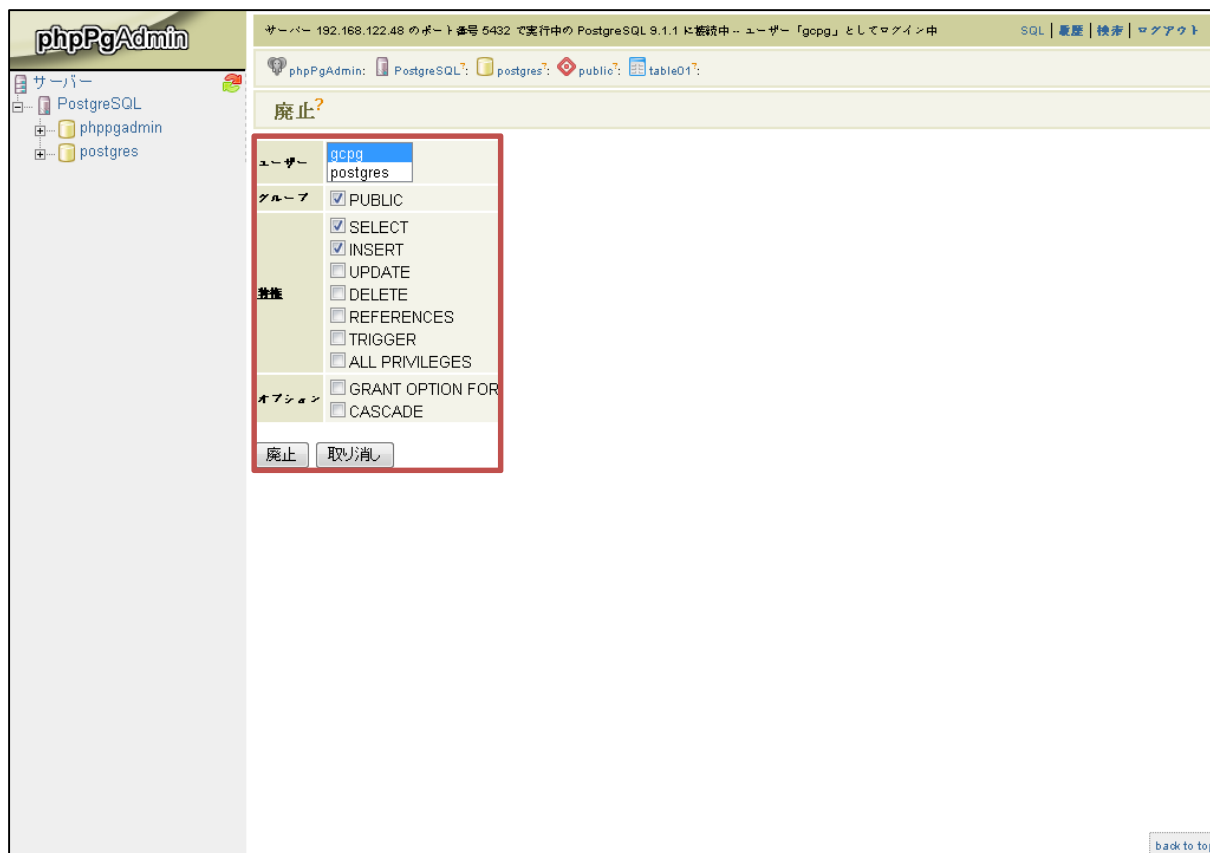 phpPgAdmin
サーバー 192.168.122.48 のポート番号 5432 で実行中の PostgreSQL 9.1.1 に接続中 -- ユーザー 「gcpg」としてログイン中
SQL | 履歴 | 検索 | ログアウト
phpPgAdmin: PostgreSQL?: postgres?: public?: table01?:
サーバー
PostgreSQL
phppgadmin
postgres
廃止?
ユーザー
gcpg
postgres
グループ
PUBLIC
特権
SELECT
INSERT
UPDATE
DELETE
REFERENCES
TRIGGER
ALL PRIVILEGES
オプション
GRANT OPTION FOR
CASCADE
廃止
取り消し
back to top